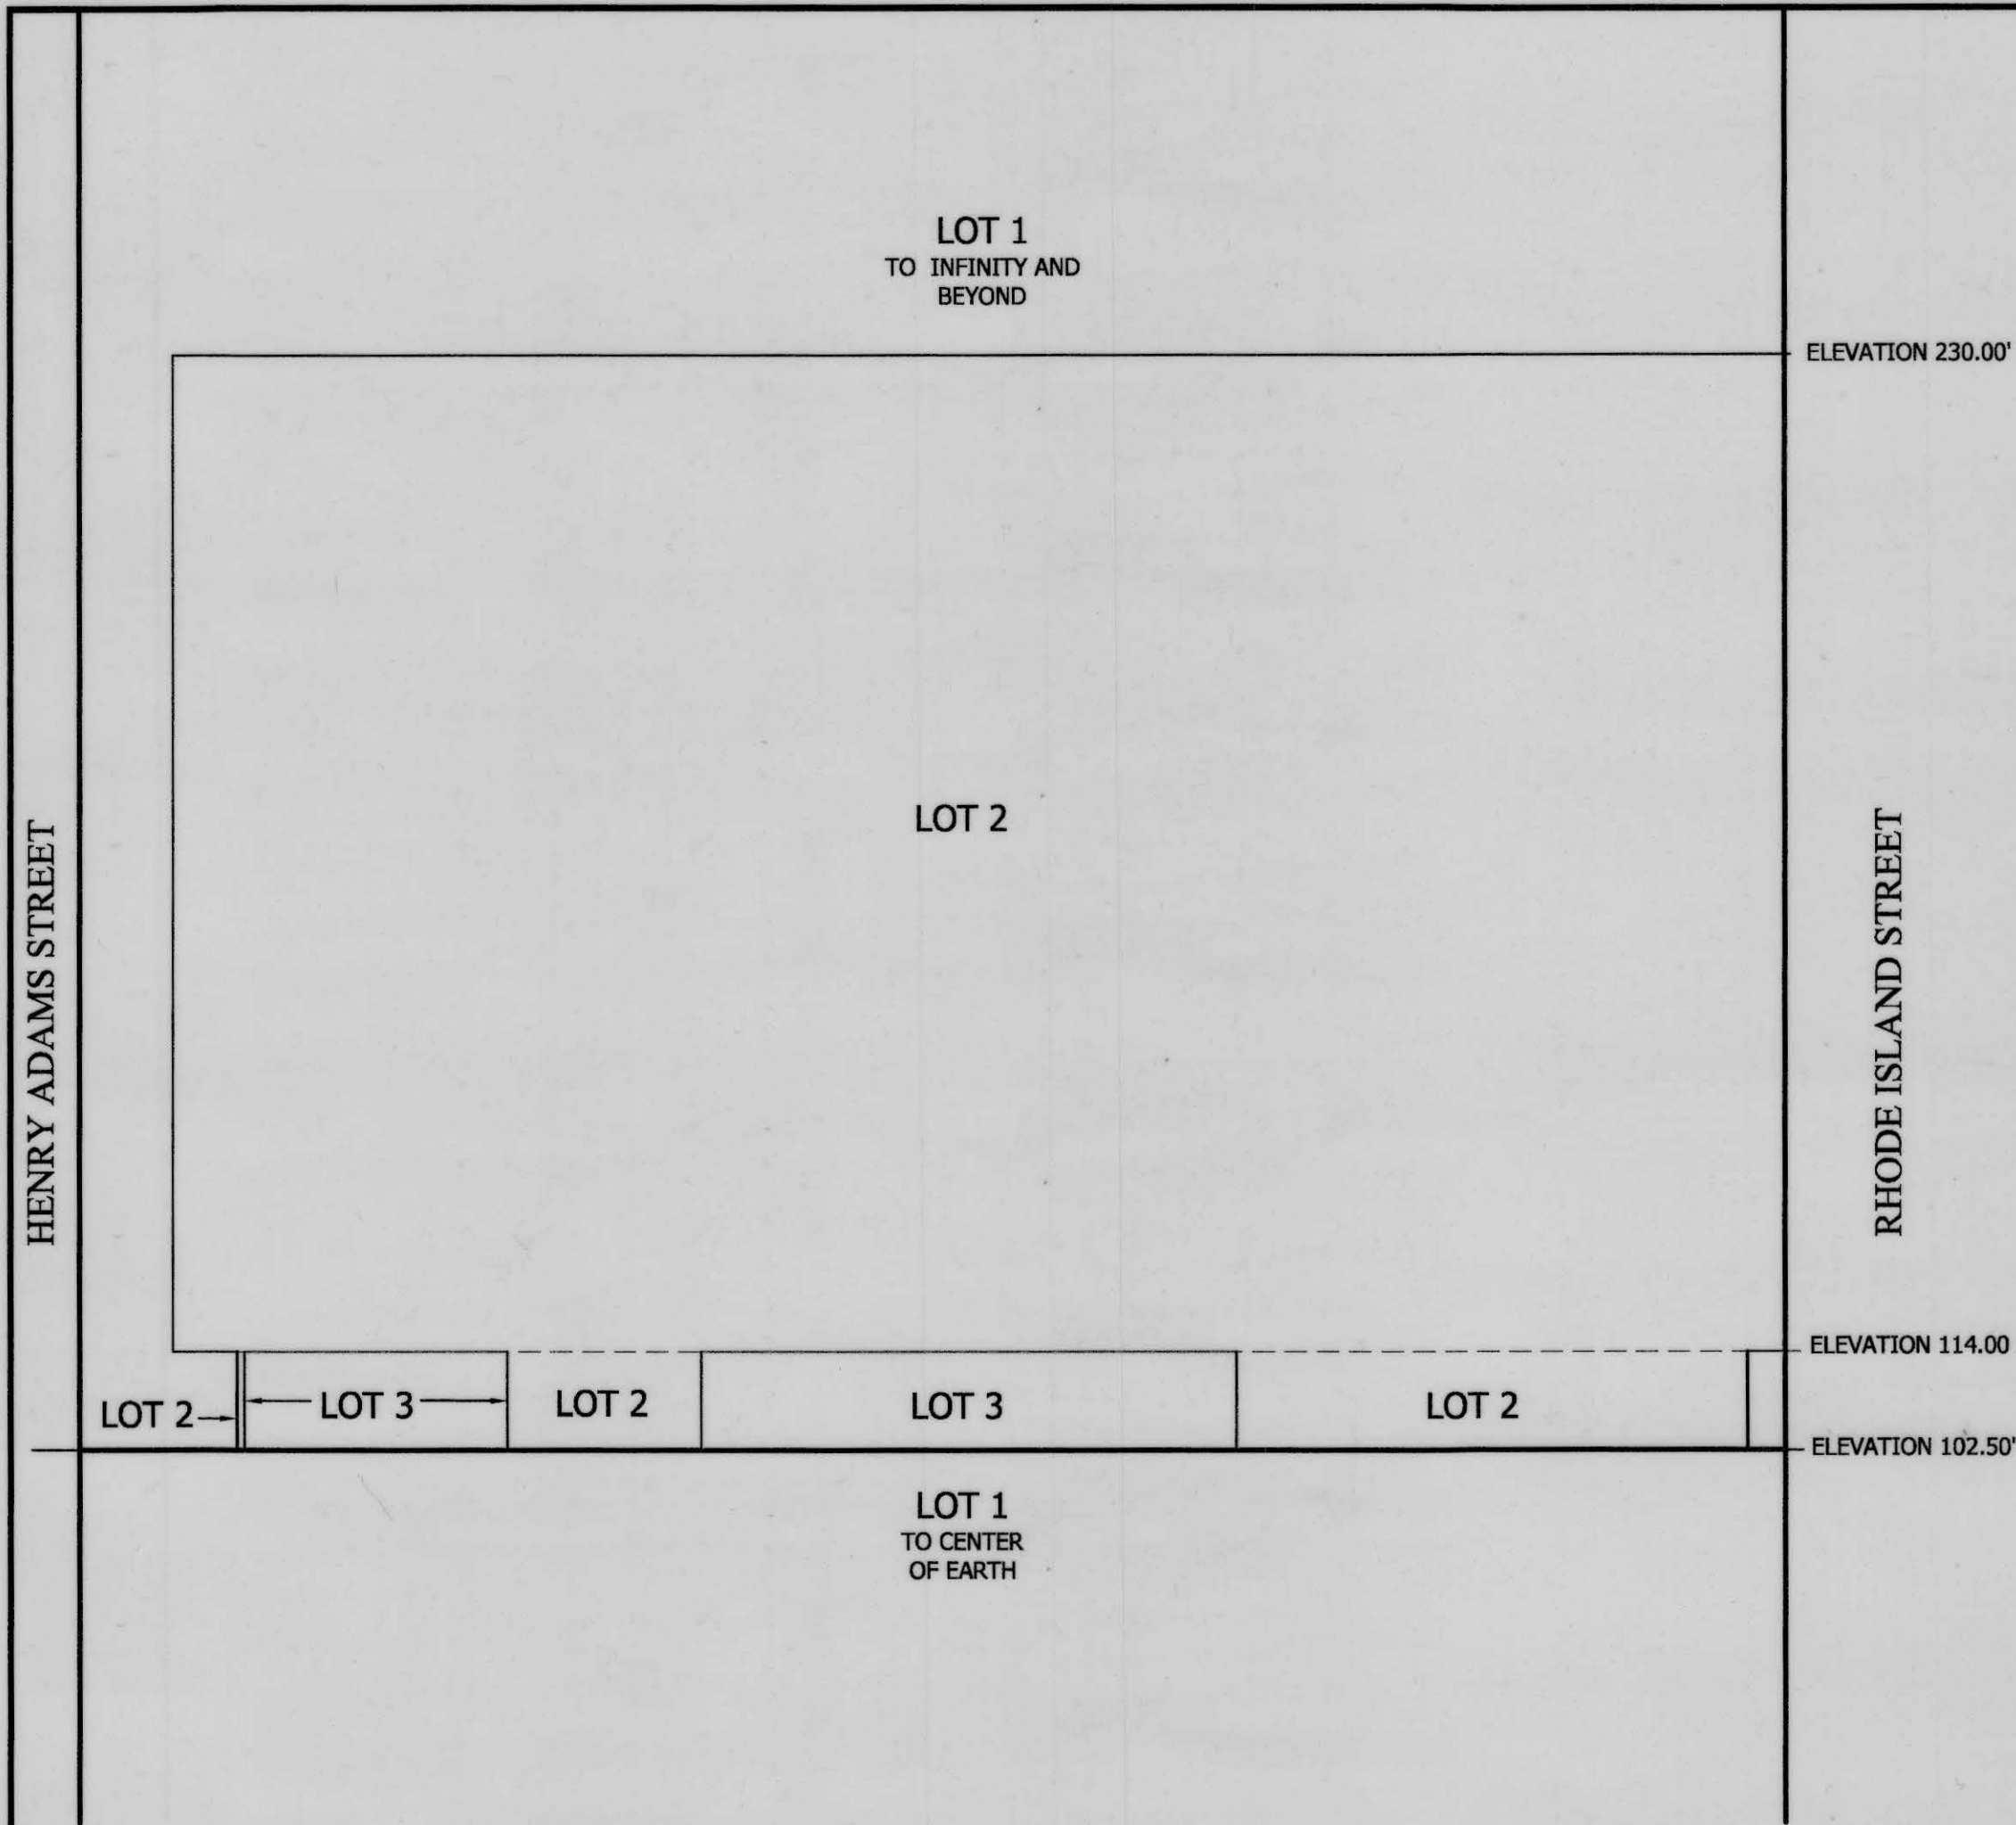 LOT 1
TO INFINITY AND
BEYOND
ELEVATION 230.00'
LOT 2
HENRY ADAMS STREET
RHODE ISLAND STREET
ELEVATION 114.00
LOT 2
LOT 3
LOT 2
LOT 3
LOT 2
ELEVATION 102.50'
LOT 1
TO CENTER
OF EARTH